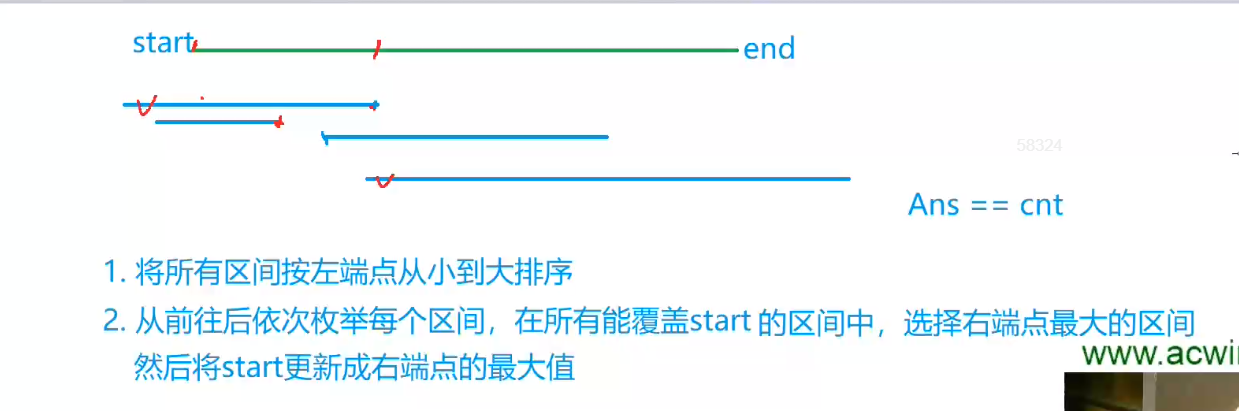 start
end
58324
Ans == cnt
1. 将所有区间按左端点从小到大排序
2. 从前往后依次枚举每个区间，在所有能覆盖start 的区间中，选择右端点最大的区间
然后将start更新成右端点的最大值
www.acwi